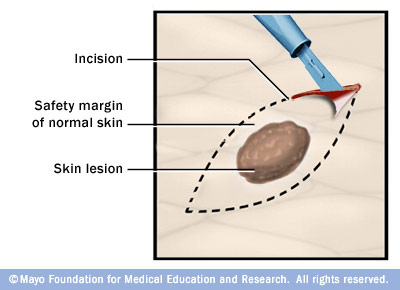 Incision
Safety margin
of normal skin
Skin lesion
©Mayo Foundation for Medical Education and Research. All rights reserved.